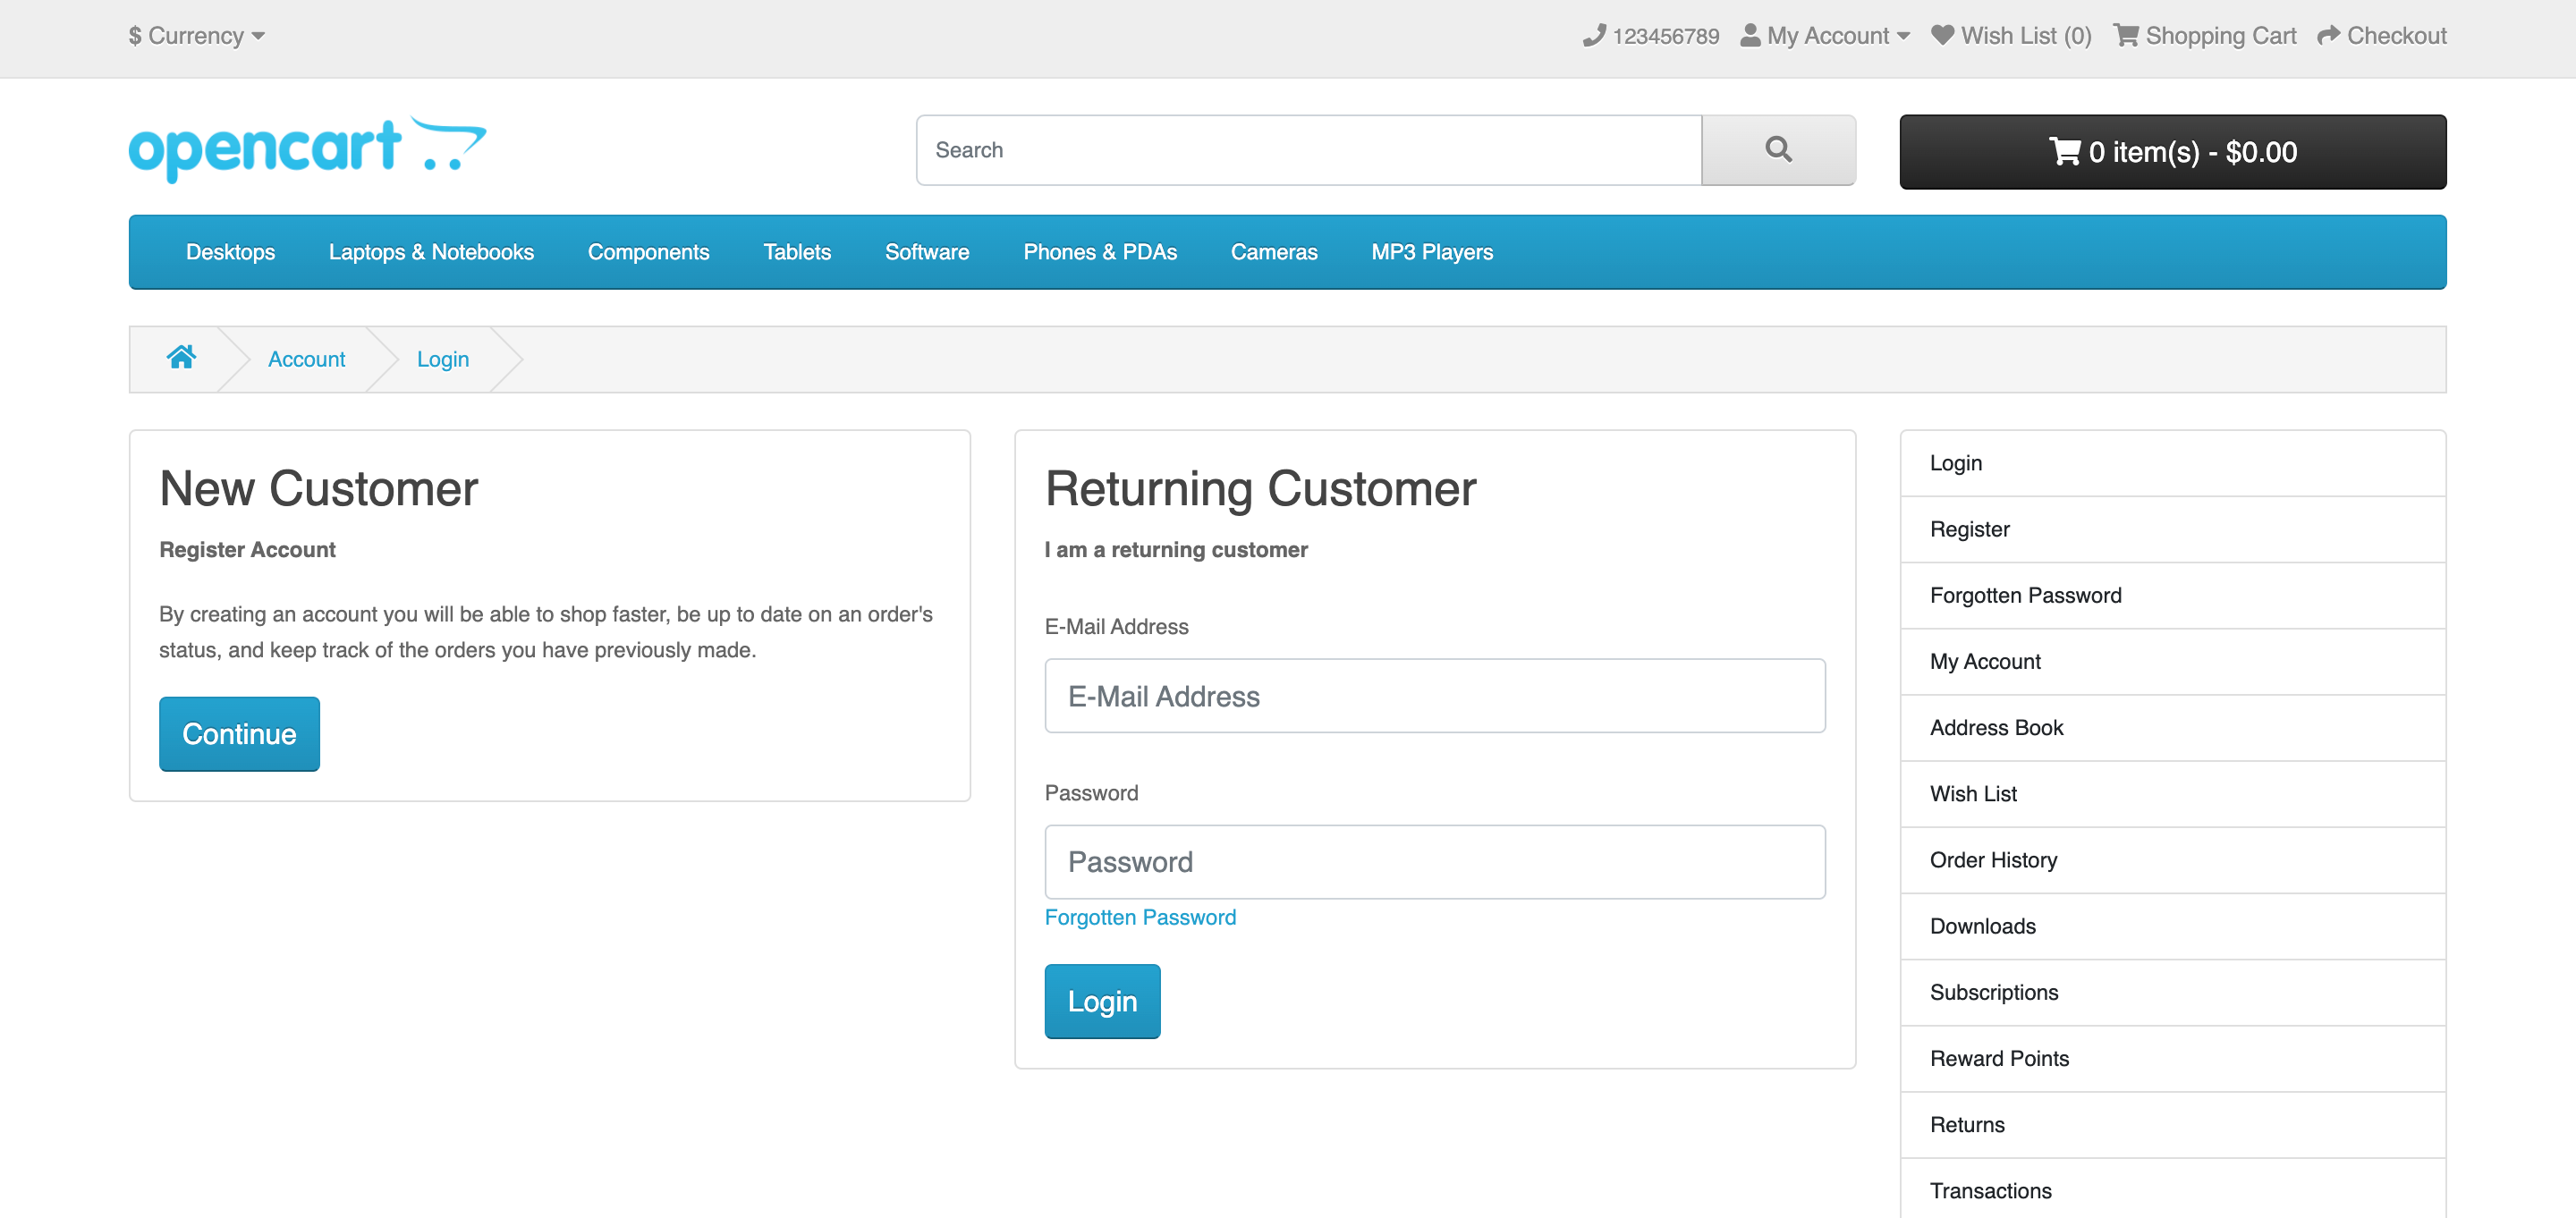 $ Currency
123456789 My Account Wish List (0) Shopping Cart Checkout
opencart
Search
0 item(s) - $0.00
Desktops Laptops & Notebooks Components Tablets Software Phones & PDAs Cameras MP3 Players
Account Login
New Customer
Register Account
By creating an account you will be able to shop faster, be up to date on an order's
status, and keep track of the orders you have previously made.
Continue
Returning Customer
I am a returning customer
E-Mail Address
E-Mail Address
Password
Password
Forgotten Password
Login
Login
Register
Forgotten Password
My Account
Address Book
Wish List
Order History
Downloads
Subscriptions
Reward Points
Returns
Transactions